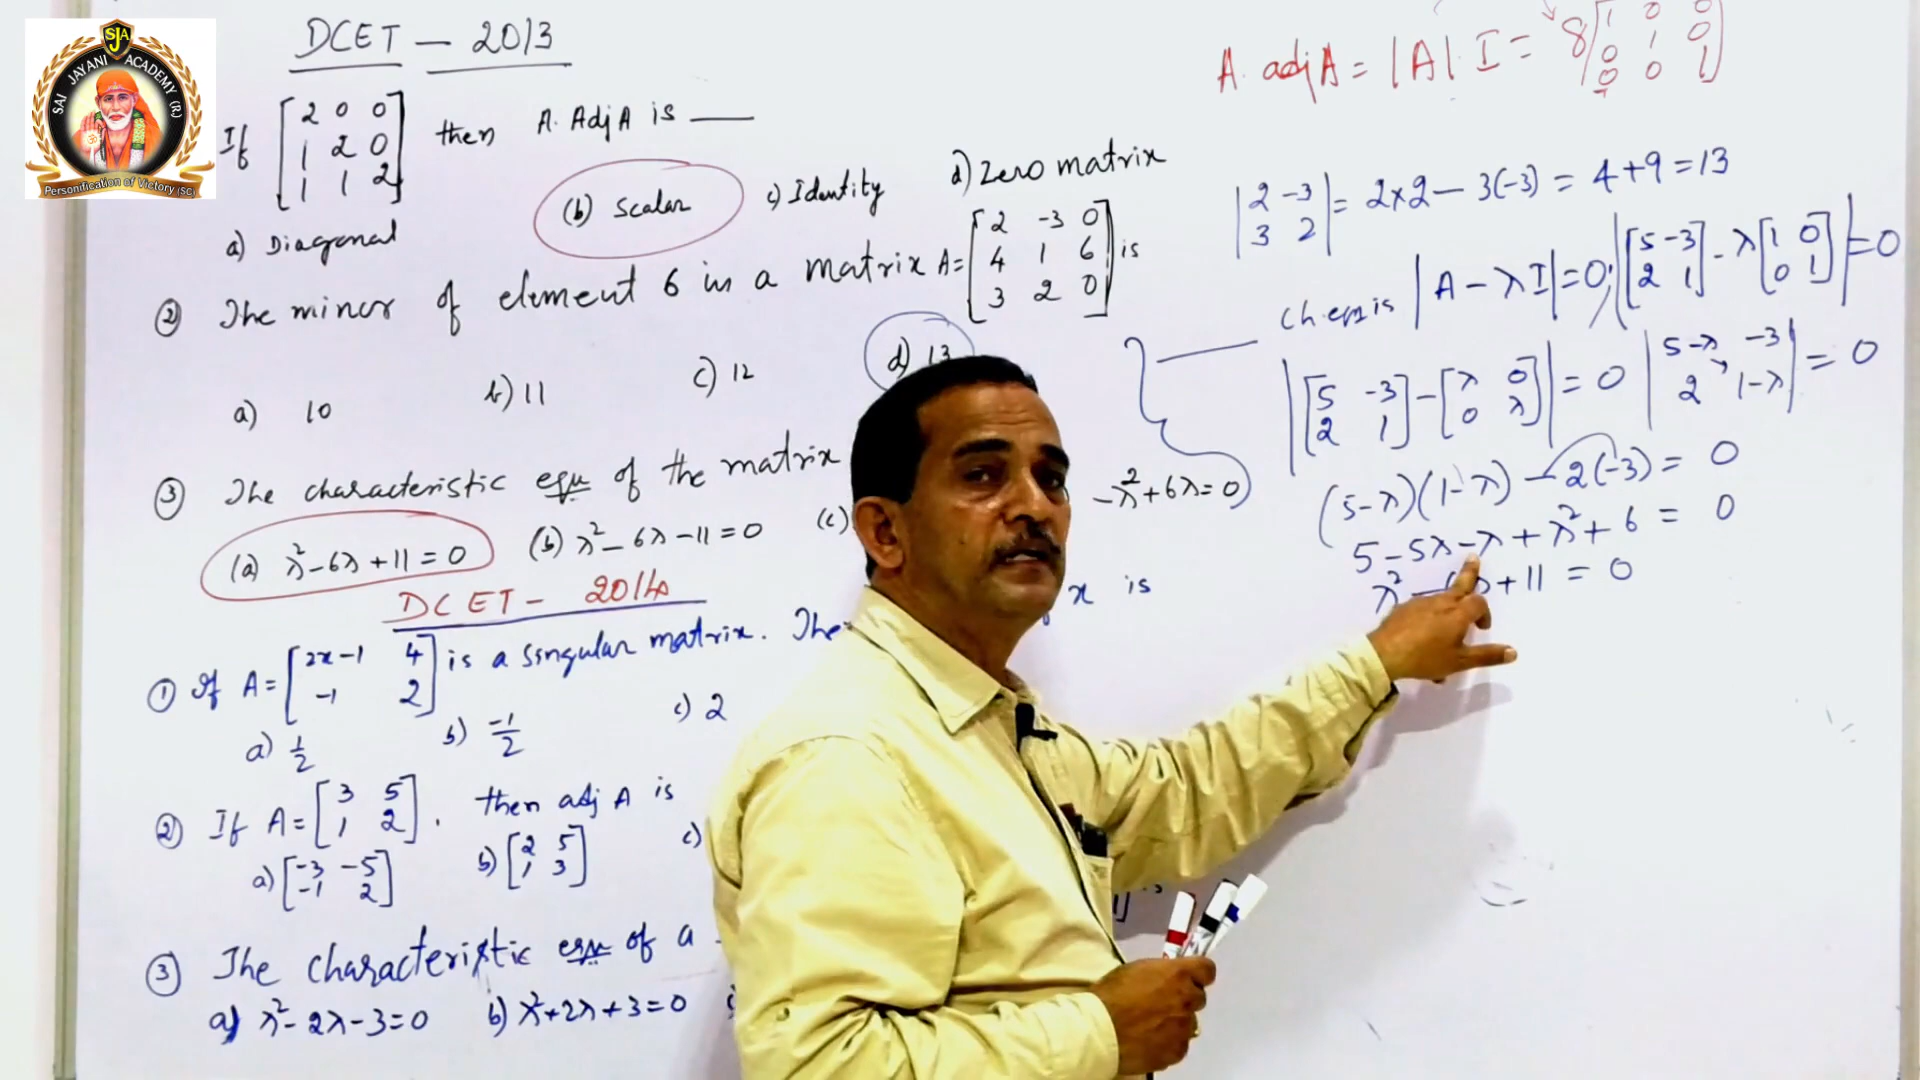 SJA
SAI JAYANI ACADEMY (R.)
Personification of Victory (SC)
DCET - 2013
If [2 0 0
1 2 0
1 1 2] then A. Adj A is ___
a) Diagonal (b) Scalar c) Identity d) Zero matrix
② The minor of element 6 in a matrix A = [2 -3 0
4 1 6
3 2 0] is
a) 10 b) 11 c) 12 d) 13
③ The characteristic equ of the matrix
(a) λ² - 6λ + 11 = 0 (b) λ² - 6λ - 11 = 0 (c) -λ² + 6λ = 0
DCET - 2014
① If A = [2x-1 4
-1 2] is a singular matrix. The x is
a) 1/2 b) -1/2 c) 2
② If A = [3 5
1 2]. then adj A is
a) [-3 -5
-1 2] b) [2 5
1 3] c)
③ The characteristic equ of a
a) λ² - 2λ - 3 = 0 b) λ² + 2λ + 3 = 0
A. adj A = |A|. I = 8[1 0 0
0 1 0
0 0 1]
|2 -3
3 2| = 2×2 - 3(-3) = 4 + 9 = 13
is |A - λI| = 0; |[5 -3
2 1] - λ[1 0
0 1]| = 0
|[5 -3
2 1] - [λ 0
0 λ]| = 0 |5-λ -3
2 1-λ| = 0
(5-λ)(1-λ) - 2(-3) = 0
5 - 5λ - λ + λ² + 6 = 0
λ² - + 11 = 0